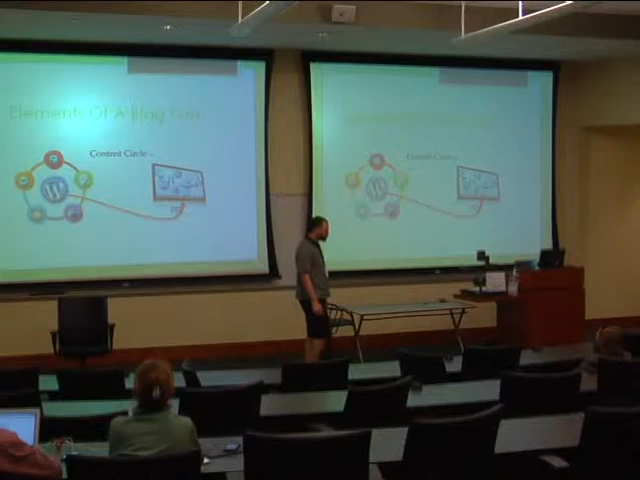 Elements Of A Blog Post
Content Circle
W
Content Circle
W